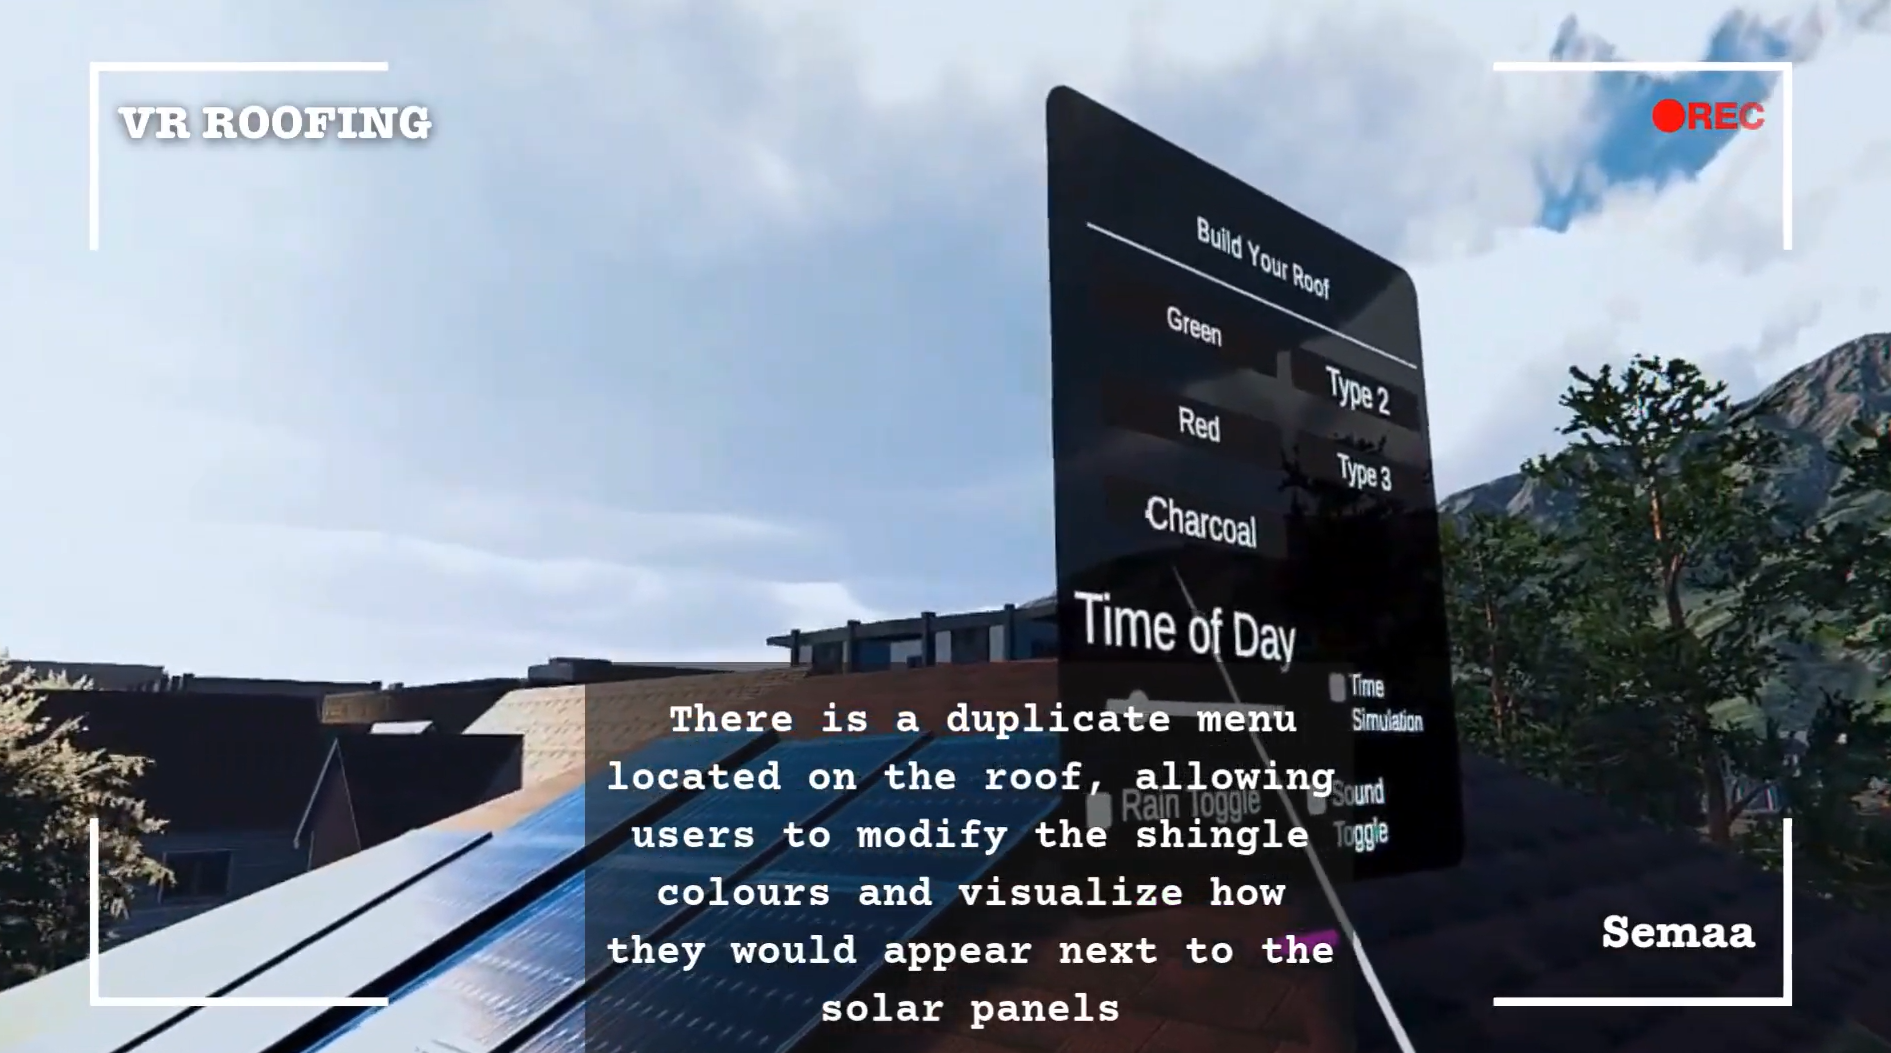 VR ROOFING
REC
Build Your Roof
Green
Type 2
Red
Type 3
Charcoal
Time of Day
Time
Simulation
Rain Toggle
Sound
Toggle
There is a duplicate menu
located on the roof, allowing
users to modify the shingle
colours and visualize how
they would appear next to the
solar panels
Semaa